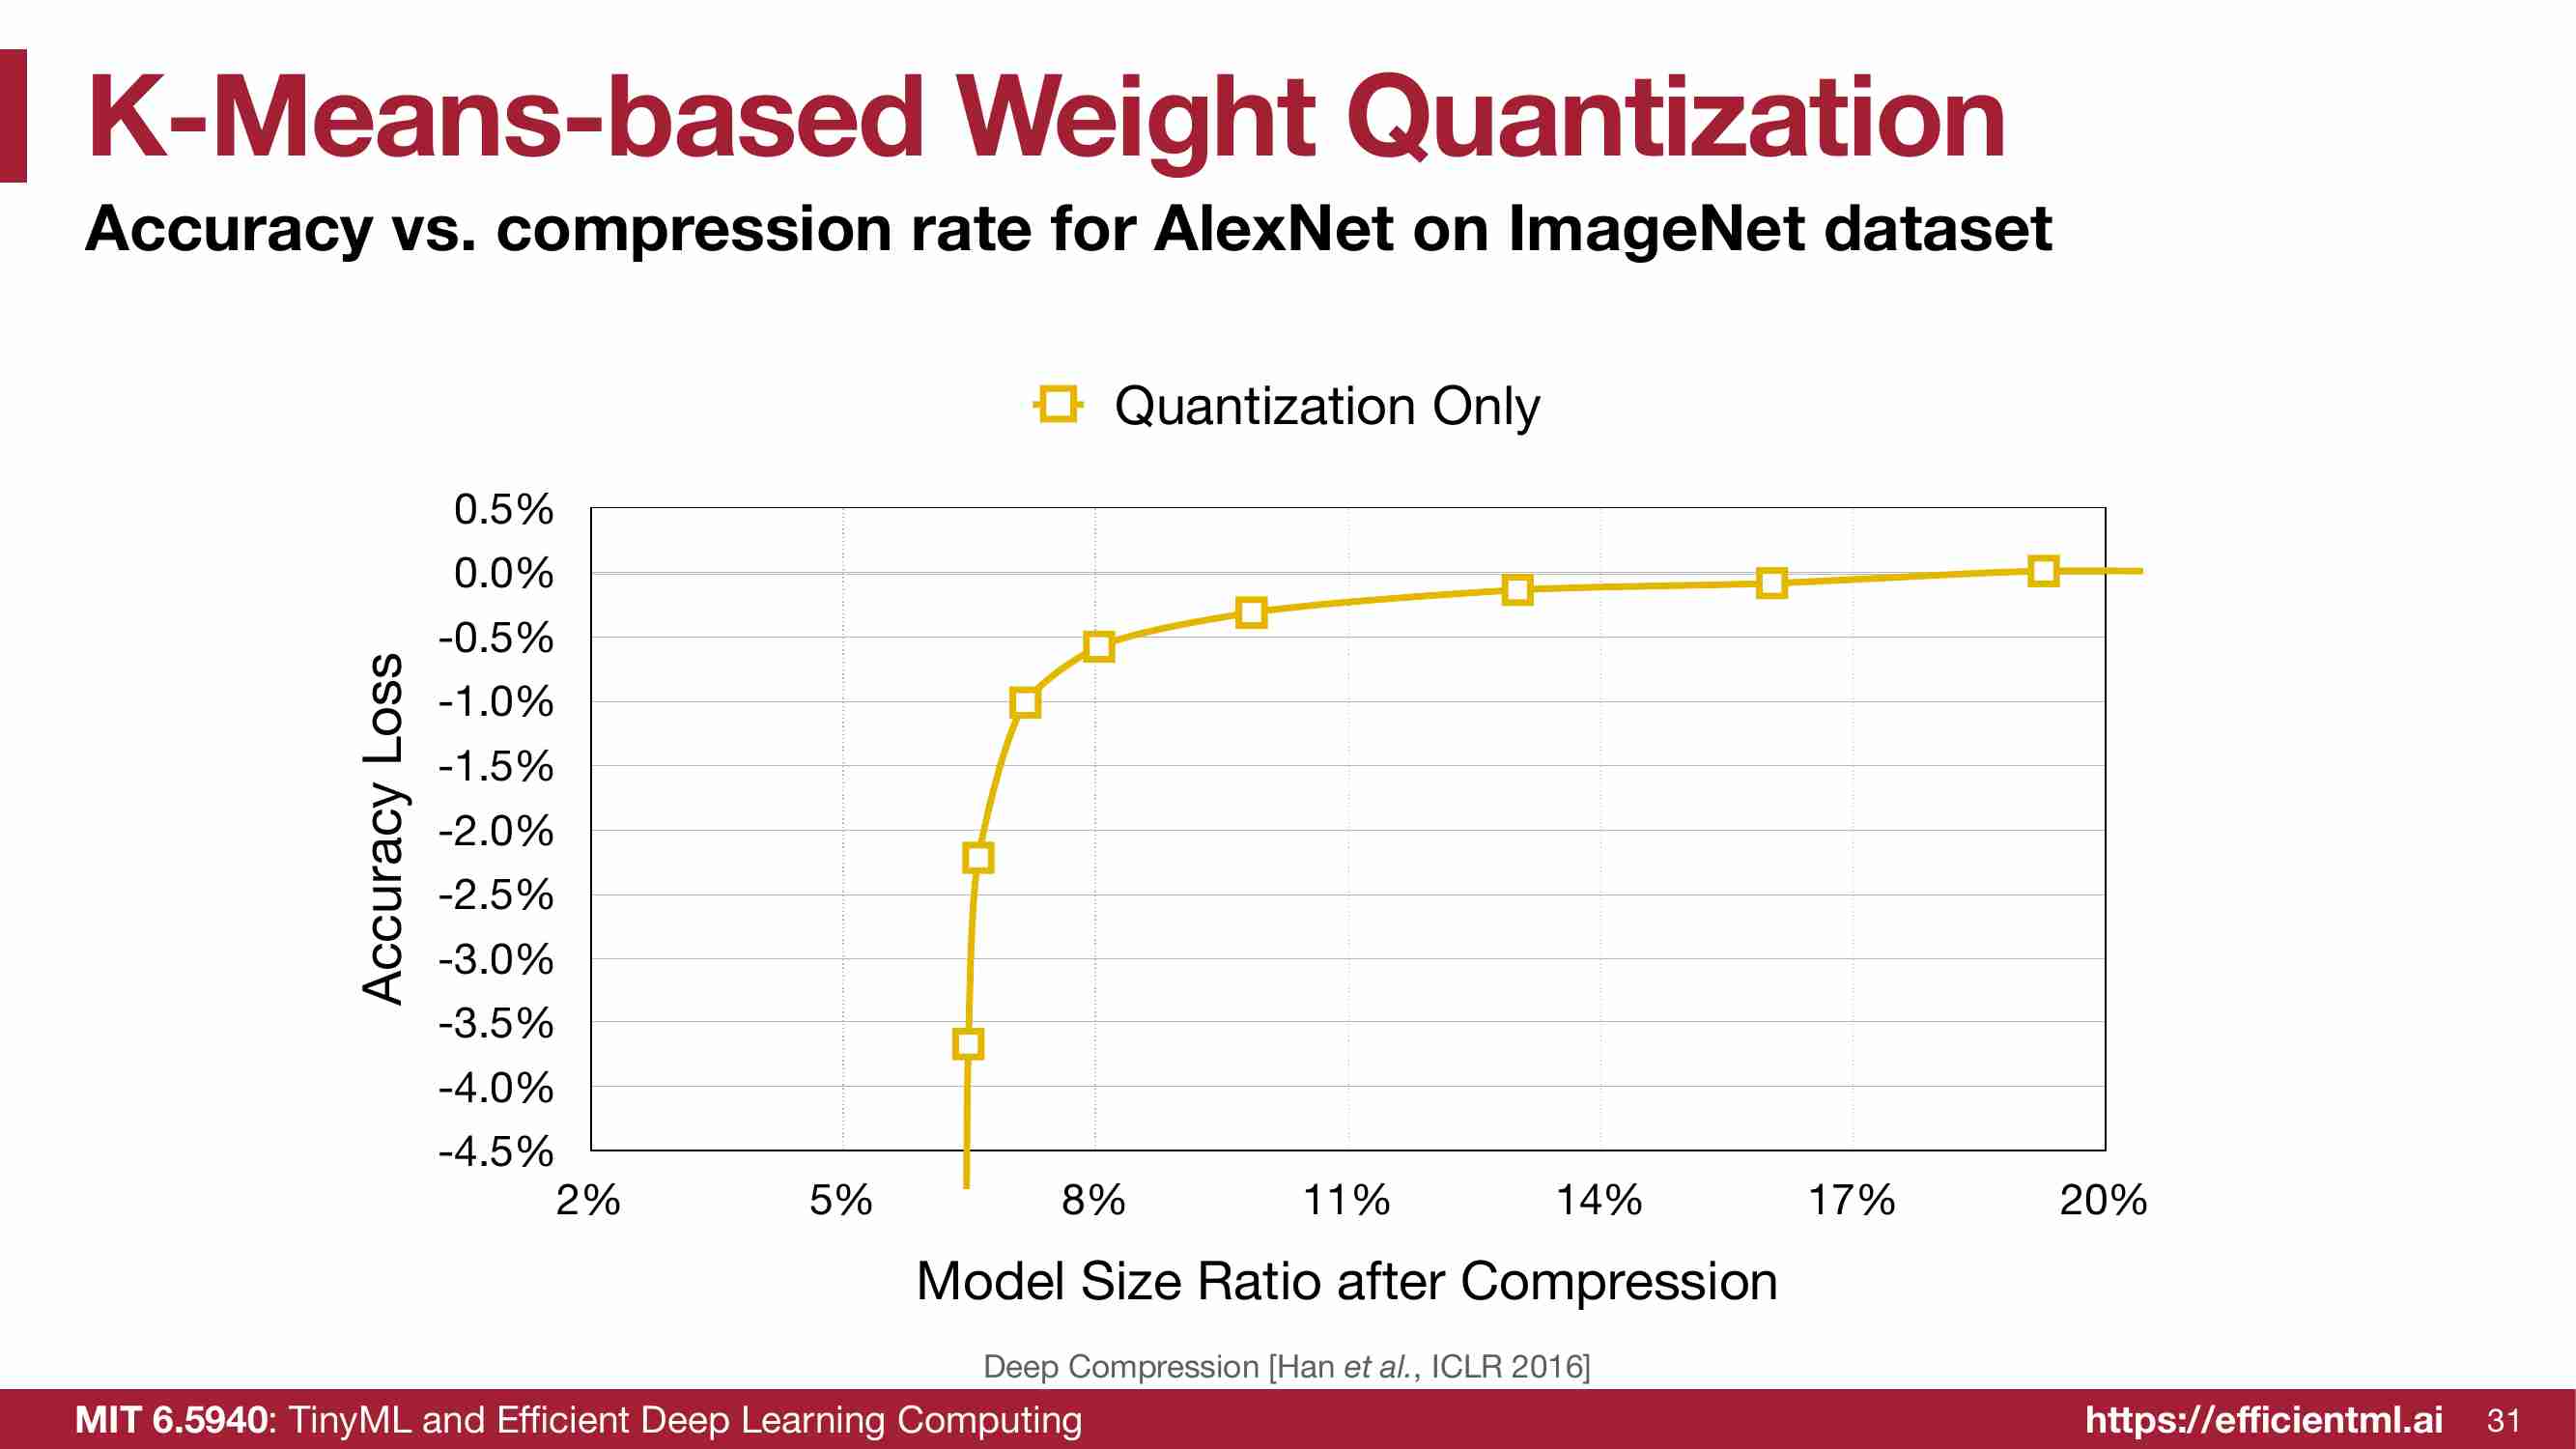 K-Means-based Weight Quantization
Accuracy vs. compression rate for AlexNet on ImageNet dataset
Quantization Only
0.5%
0.0%
-0.5%
-1.0%
-1.5%
-2.0%
-2.5%
-3.0%
-3.5%
-4.0%
-4.5%
Accuracy Loss
2% 5% 8% 11% 14% 17% 20%
Model Size Ratio after Compression
Deep Compression [Han et al., ICLR 2016]
MIT 6.5940: TinyML and Efficient Deep Learning Computing https://efficientml.ai 31